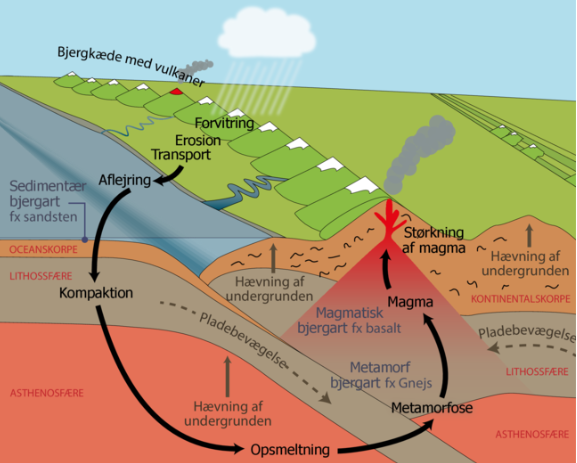 Bjergkæde med vulkaner
Forvitring
Erosion
Transport
Aflejring
Sedimentær
bjergart
fx sandsten
OCEANSKORPE
LITHOSSFÆRE
Kompaktion
Størkning
af magma
Hævning af
undergrunden
Hævning af
undergrunden
KONTINENTALSKORPE
Magma
Magmatisk
bjergart fx basalt
Pladebevægelse
Pladebevægelse
Metamorf
bjergart fx Gnejs
LITHOSSFÆRE
ASTHENOSFÆRE
Hævning af
undergrunden
Metamorfose
ASTHENOSFÆRE
Opsmeltning